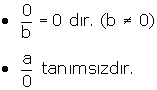 • 0/b = 0 dır. (b ≠ 0)
• a/0 tanımsızdır.